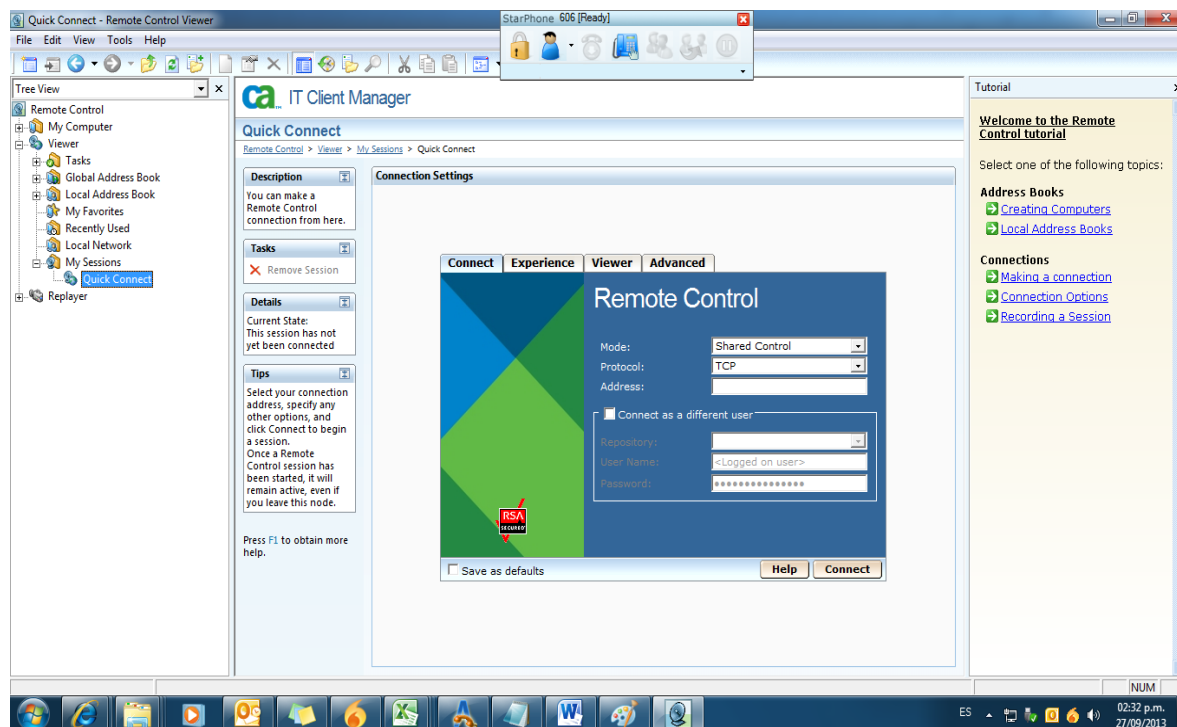 Quick Connect - Remote Control Viewer
StarPhone 606 [Ready]
File Edit View Tools Help
Tree View
Remote Control
My Computer
Viewer
Tasks
Global Address Book
Local Address Book
My Favorites
Recently Used
Local Network
My Sessions
Quick Connect
Replayer
ca IT Client Manager
Quick Connect
Remote Control > Viewer > My Sessions > Quick Connect
Description
You can make a
Remote Control
connection from here.
Tasks
Remove Session
Details
Current State:
This session has not
yet been connected
Tips
Select your connection
address, specify any
other options, and
click Connect to begin
a session.
Once a Remote
Control session has
been started, it will
remain active, even if
you leave this node.
Press F1 to obtain more
help.
Connection Settings
Connect Experience Viewer Advanced
Remote Control
Mode: Shared Control
Protocol: TCP
Address:
Connect as a different user
Repository:
User Name: <Logged on user>
Password:
RSA
SECURED
Save as defaults
Help Connect
Tutorial
Welcome to the Remote
Control tutorial
Select one of the following topics:
Address Books
Creating Computers
Local Address Books
Connections
Making a connection
Connection Options
Recording a Session
NUM
ES
02:32 p.m.
27/09/2013